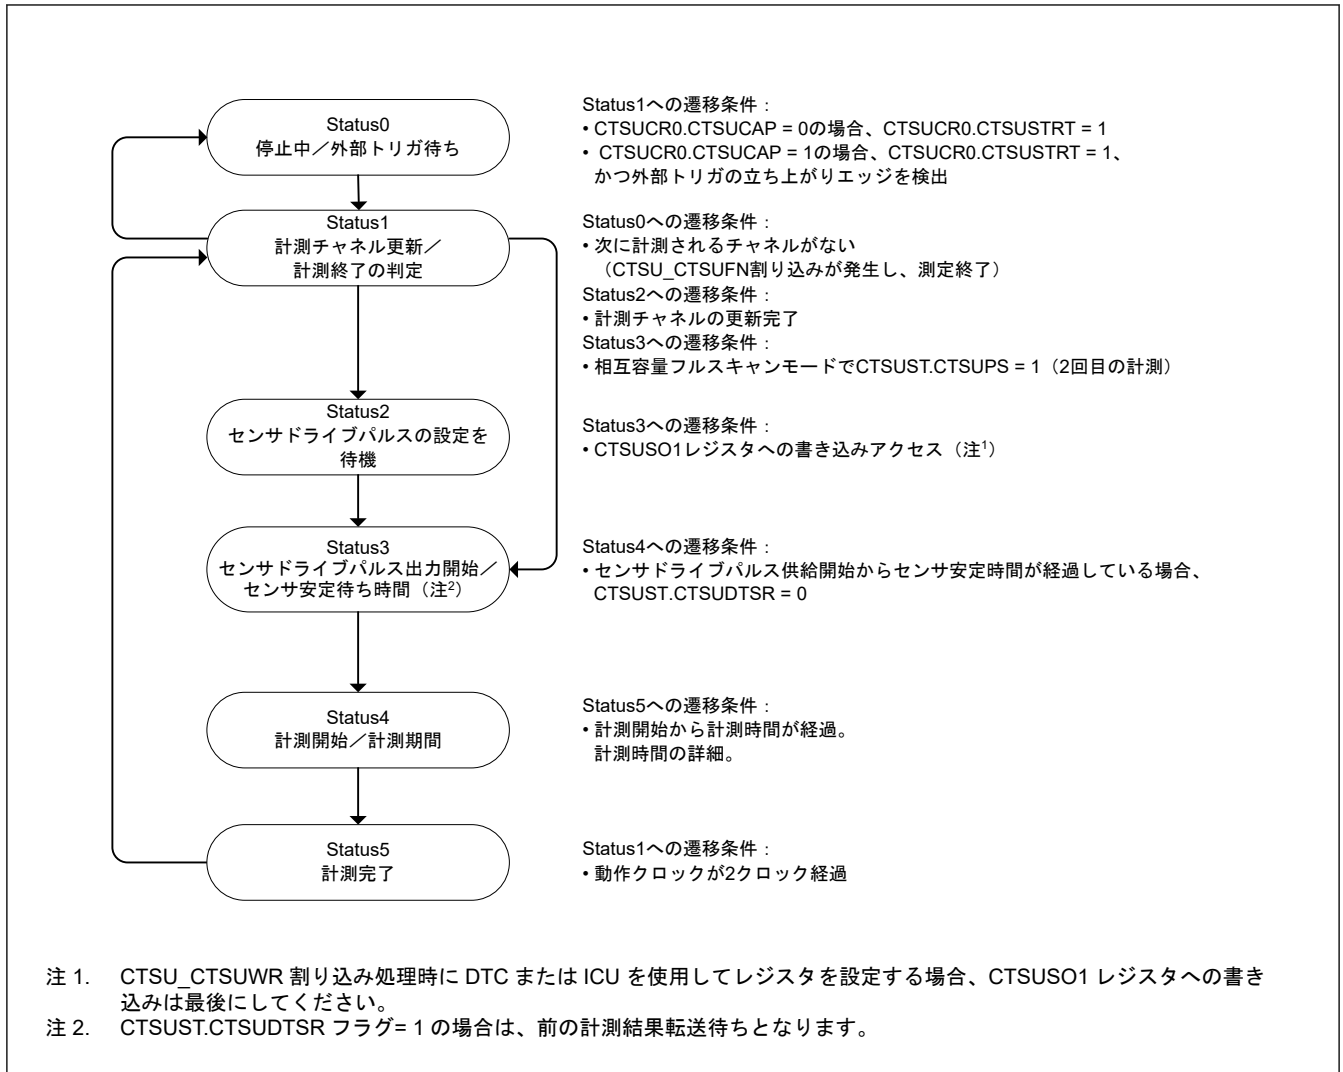 Status0
停止中／外部トリガ待ち
Status1への遷移条件：
• CTSUCR0.CTSUCAP = 0の場合、CTSUCR0.CTSUSTRT = 1
• CTSUCR0.CTSUCAP = 1の場合、CTSUCR0.CTSUSTRT = 1、
かつ外部トリガの立ち上がりエッジを検出
Status1
計測チャネル更新／
計測終了の判定
Status0への遷移条件：
• 次に計測されるチャネルがない
（CTSU_CTSUFN割り込みが発生し、測定終了）
Status2への遷移条件：
• 計測チャネルの更新完了
Status3への遷移条件：
• 相互容量フルスキャンモードでCTSUST.CTSUPS = 1（2回目の計測）
Status2
センサドライブパルスの設定を
待機
Status3への遷移条件：
• CTSUSO1レジスタへの書き込みアクセス（注1）
Status3
センサドライブパルス出力開始／
センサ安定待ち時間（注2）
Status4への遷移条件：
• センサドライブパルス供給開始からセンサ安定時間が経過している場合、
CTSUST.CTSUDTSR = 0
Status4
計測開始／計測期間
Status5への遷移条件：
• 計測開始から計測時間が経過。
計測時間の詳細。
Status5
計測完了
Status1への遷移条件：
• 動作クロックが2クロック経過
注 1. CTSU_CTSUWR 割り込み処理時に DTC または ICU を使用してレジスタを設定する場合、CTSUSO1 レジスタへの書き
込みは最後にしてください。
注 2. CTSUST.CTSUDTSR フラグ= 1 の場合は、前の計測結果転送待ちとなります。